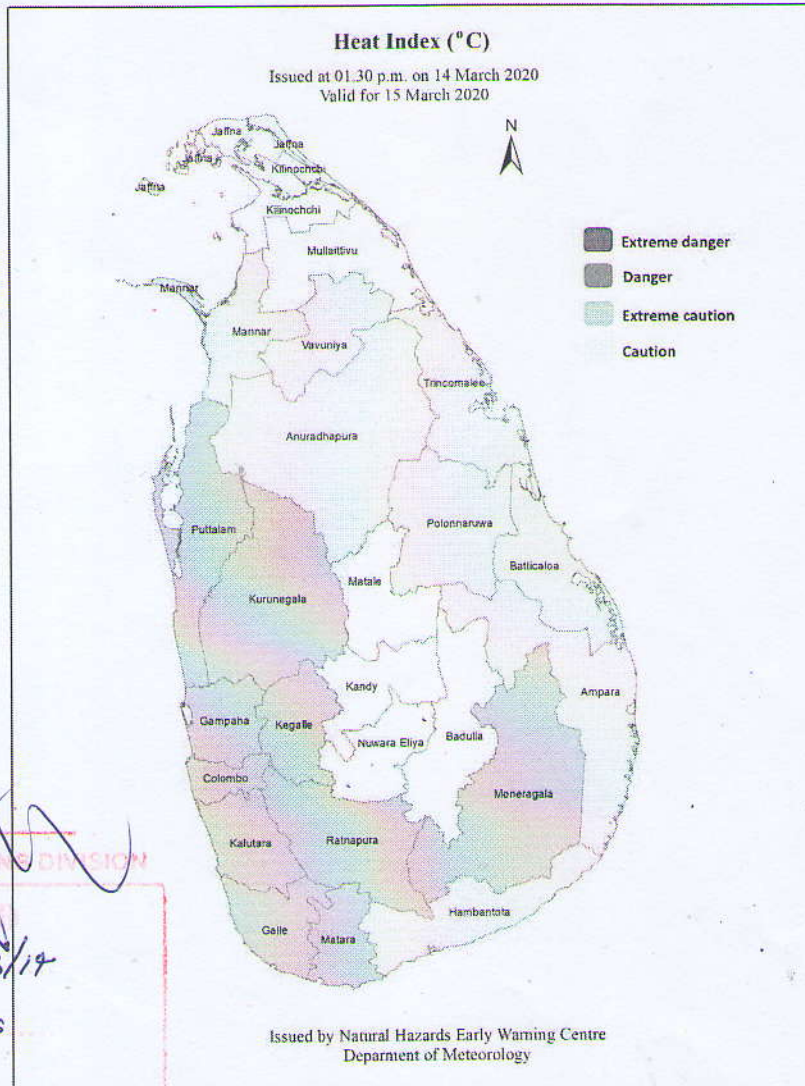 Heat Index (°C)
Issued at 01.30 p.m. on 14 March 2020
Valid for 15 March 2020
N
Jaffna
Jaffna
Jaffna
Kilinochchi
Jaffna
Kilinochchi
Mullaittivu
Extreme danger
Danger
Mannar
Extreme caution
Mannar
Vavuniya
Caution
Trincomalee
Anuradhapura
Puttalam
Polonnaruwa
Batticaloa
Matale
Kurunegala
Kandy
Ampara
Gampaha
Kegalle
Nuwara Eliya
Badulla
Colombo
Moneragala
Kalutara
Ratnapura
DIVISION
Hambantota
Galle
Matara
Issued by Natural Hazards Early Warning Centre
Deparment of Meteorology